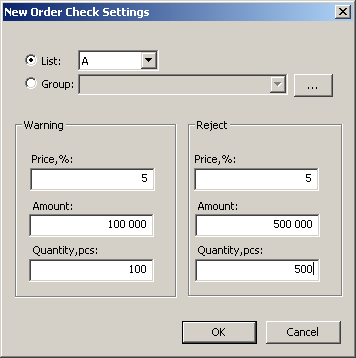 New Order Check Settings
List: A
Group: ...
Warning Reject
Price,%: Price,%:
5 5
Amount: Amount:
100 000 500 000
Quantity,pcs: Quantity,pcs:
100 500
OK Cancel